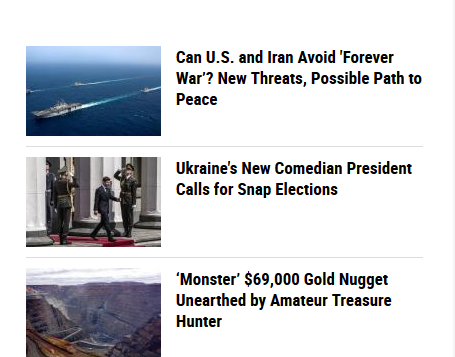 Can U.S. and Iran Avoid 'Forever
War’? New Threats, Possible Path to
Peace
Ukraine's New Comedian President
Calls for Snap Elections
‘Monster’ $69,000 Gold Nugget
Unearthed by Amateur Treasure
Hunter